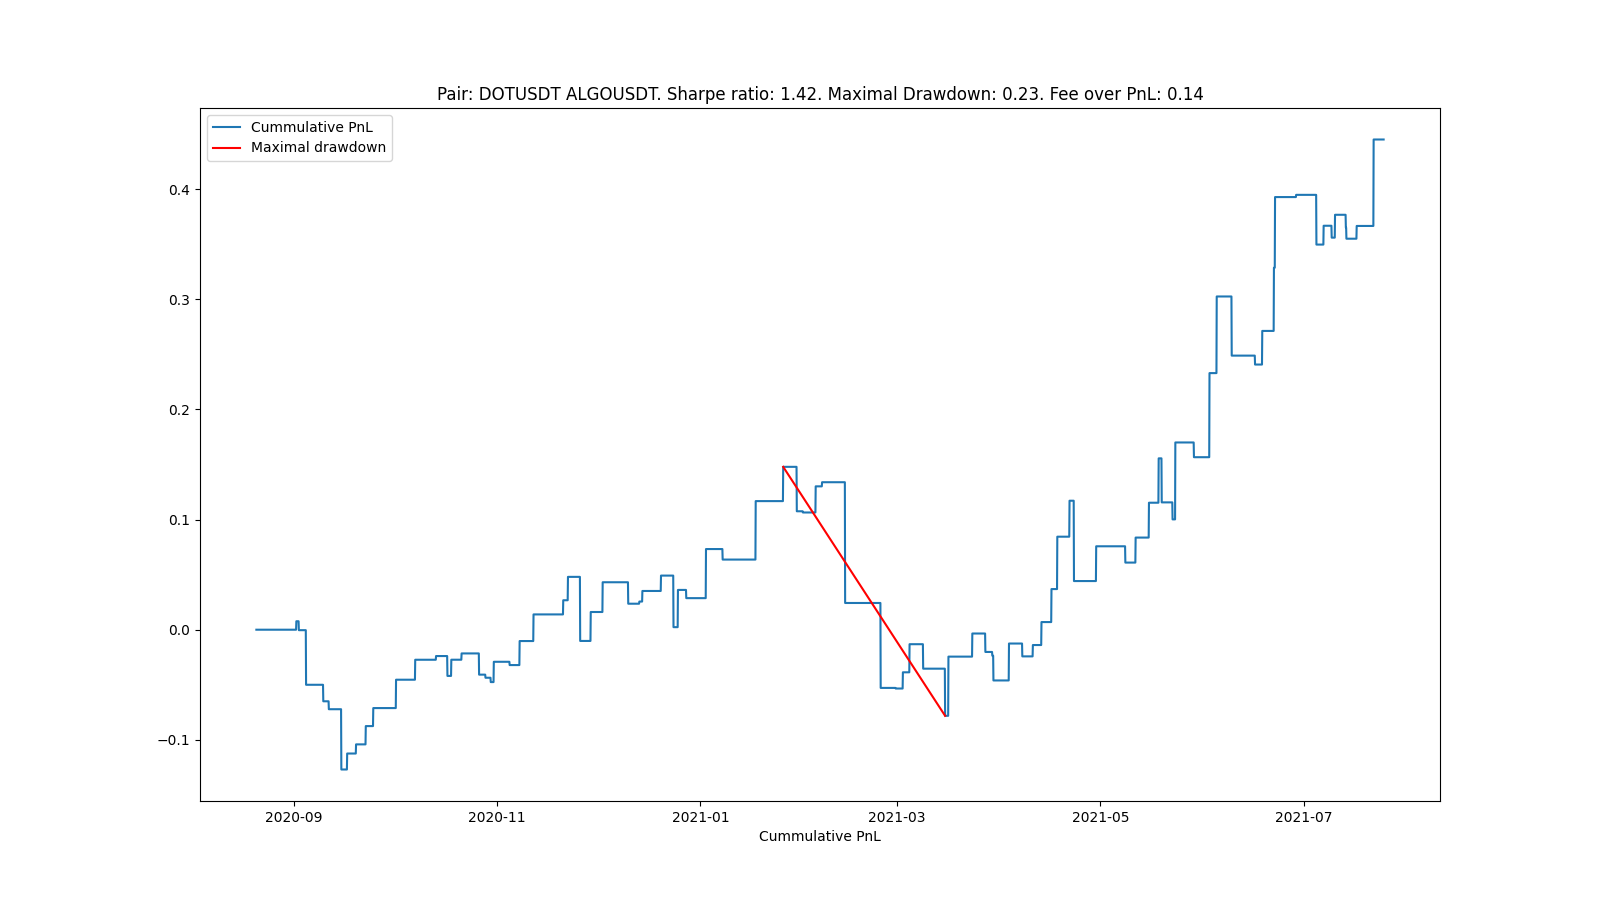 Pair: DOTUSDT ALGOUSDT. Sharpe ratio: 1.42. Maximal Drawdown: 0.23. Fee over PnL: 0.14
Cummulative PnL
Maximal drawdown
0.4
0.3
0.2
0.1
0.0
−0.1
2020-09 2020-11 2021-01 2021-03 2021-05 2021-07
Cummulative PnL